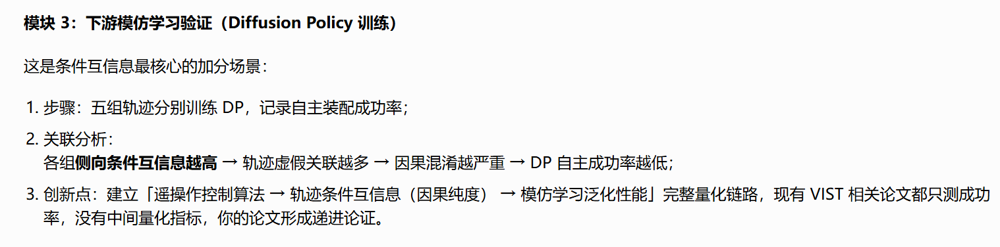 模块 3：下游模仿学习验证（Diffusion Policy 训练）
这是条件互信息最核心的加分场景：
1. 步骤：五组轨迹分别训练 DP，记录自主装配成功率；
2. 关联分析：
各组侧向条件互信息越高 → 轨迹虚假关联越多 → 因果混淆越严重 → DP 自主成功率越低；
3. 创新点：建立「遥操作控制算法 → 轨迹条件互信息（因果纯度） → 模仿学习泛化性能」完整量化链路，现有 VIST 相关论文都只测成功
率，没有中间量化指标，你的论文形成递进论证。